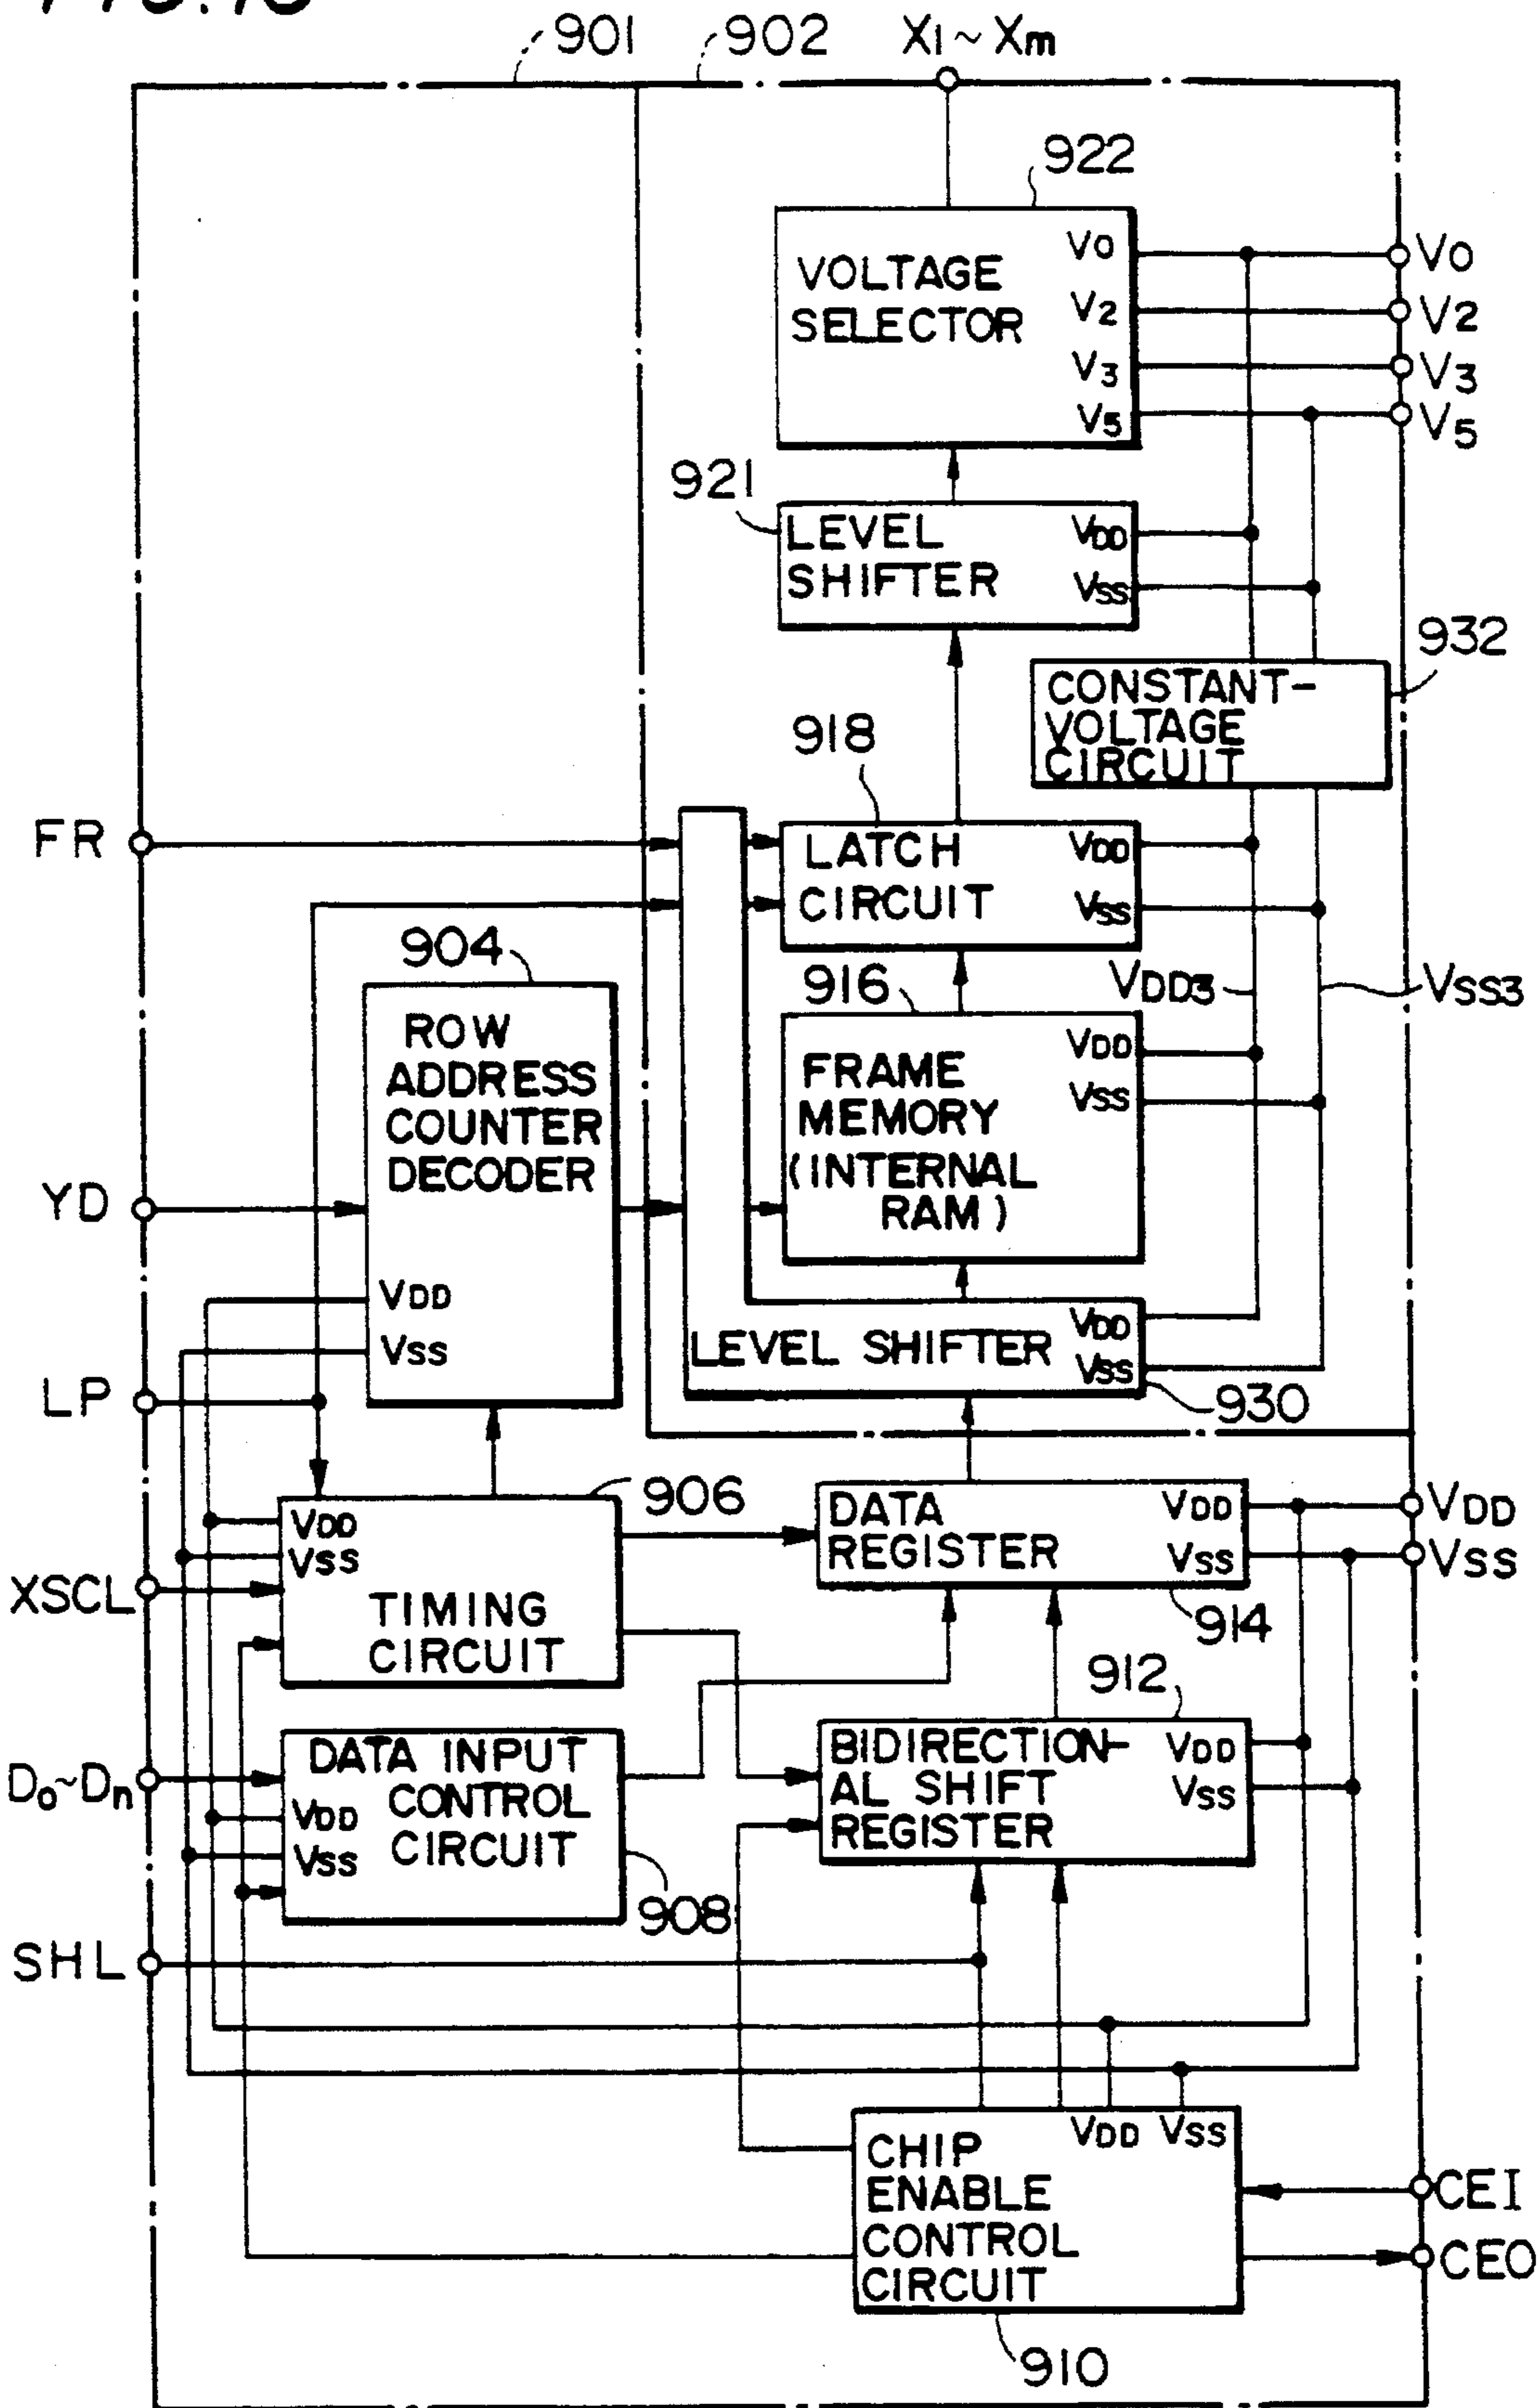 901
902
X1~Xm
922
VOLTAGE
SELECTOR
V0
V2
V3
V5
V0
V2
V3
V5
921
LEVEL
SHIFTER
VDD
VSS
932
CONSTANT-
VOLTAGE
CIRCUIT
918
FR
LATCH
CIRCUIT
VDD
VSS
904
916
VDD3
VSS3
ROW
ADDRESS
COUNTER
DECODER
VDD
VSS
FRAME
MEMORY
(INTERNAL
RAM)
VDD
VSS
YD
LEVEL SHIFTER
VDD
VSS
930
LP
906
VDD
VSS
TIMING
CIRCUIT
DATA
REGISTER
VDD
VSS
VDD
VSS
XSCL
914
912
DATA INPUT
CONTROL
CIRCUIT
VDD
VSS
D0~Dn
BIDIRECTION-
AL SHIFT
REGISTER
VDD
VSS
908
SHL
VDD VSS
CHIP
ENABLE
CONTROL
CIRCUIT
CEI
CEO
910